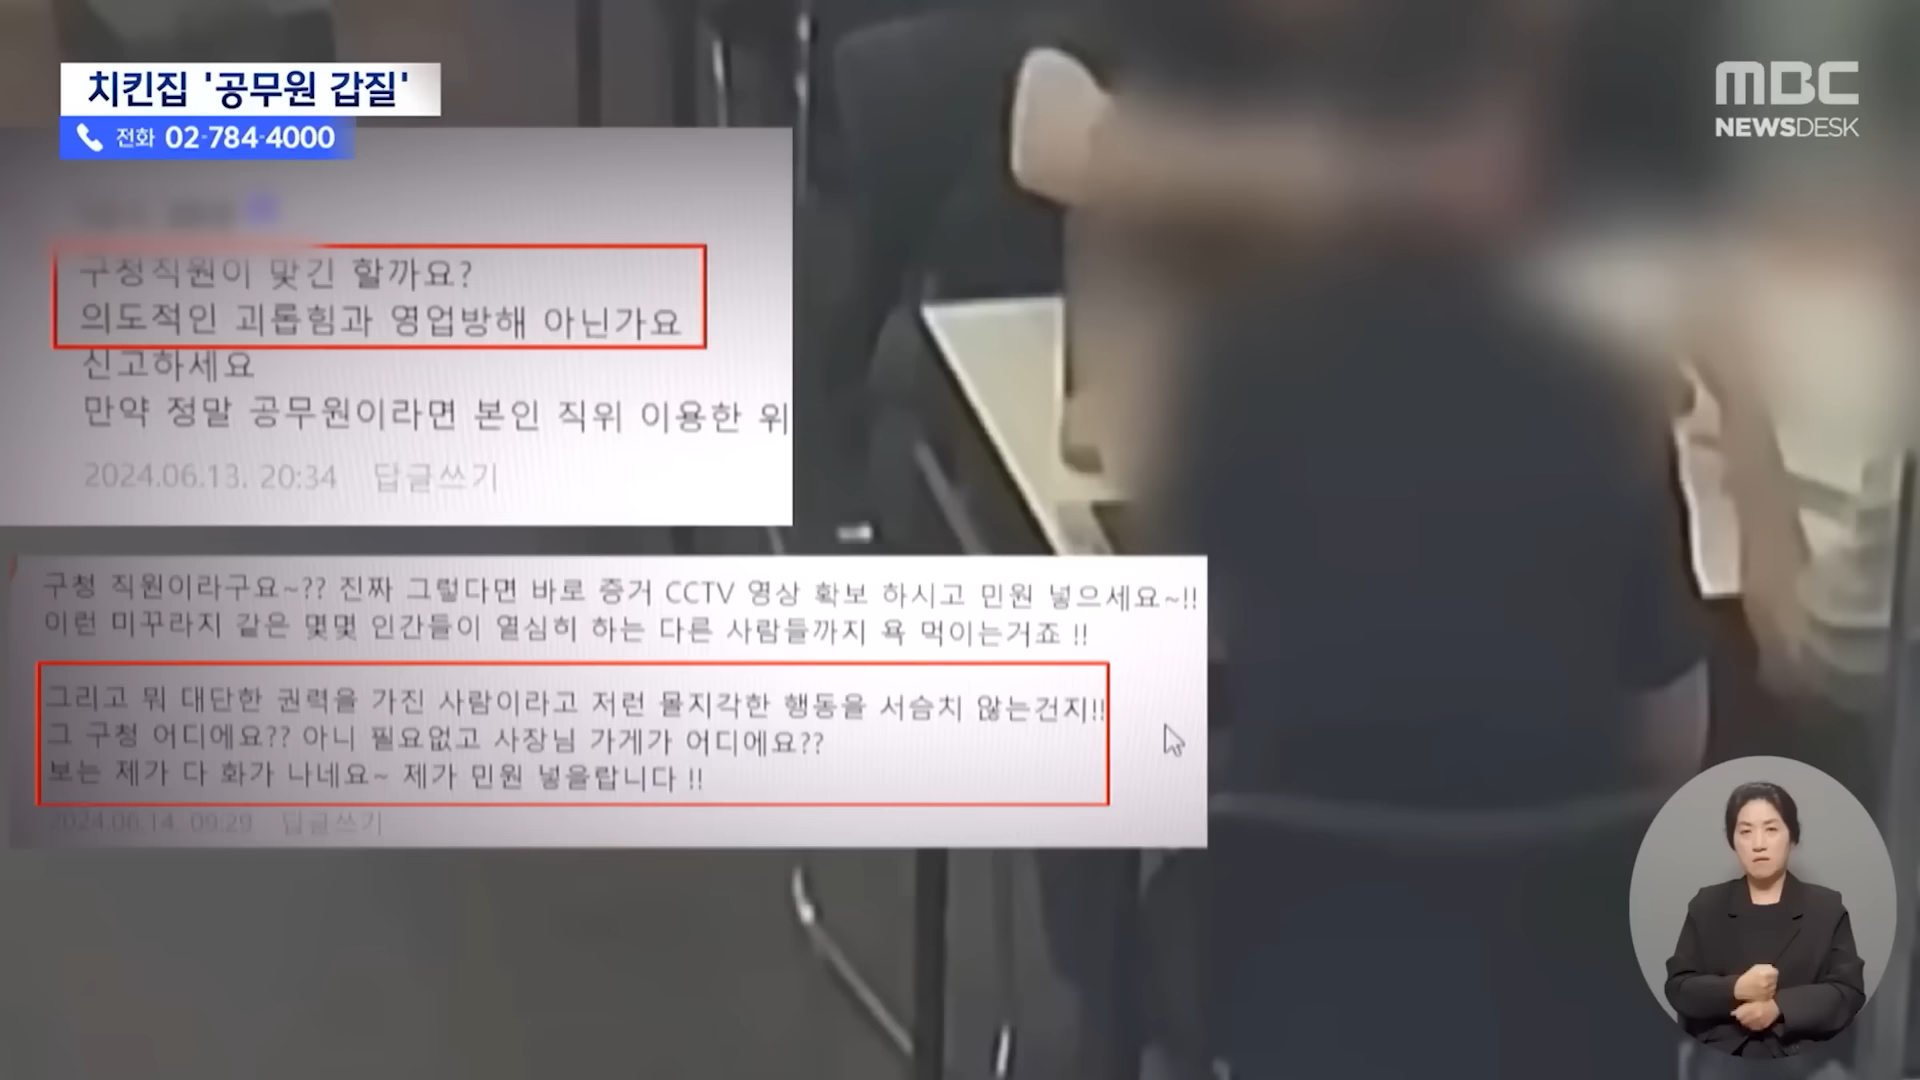 치킨집 '공무원 갑질'
전화 02-784-4000
MBC
NEWSDESK
구청직원이 맞긴 할까요?
의도적인 괴롭힘과 영업방해 아닌가요
신고하세요
만약 정말 공무원이라면 본인 직위 이용한 위
2024.06.13. 20:34 답글쓰기
구청 직원이라구요~?? 진짜 그렇다면 바로 증거 CCTV 영상 확보 하시고 민원 넣으세요~!!
이런 미꾸라지 같은 몇몇 인간들이 열심히 하는 다른 사람들까지 욕 먹이는거죠 !!
그리고 뭐 대단한 권력을 가진 사람이라고 저런 몰지각한 행동을 서슴치 않는건지!!
그 구청 어디에요?? 아니 필요없고 사장님 가게가 어디에요??
보는 제가 다 화가 나네요~ 제가 민원 넣을랍니다 !!
2024.06.14. 09:29 답글쓰기